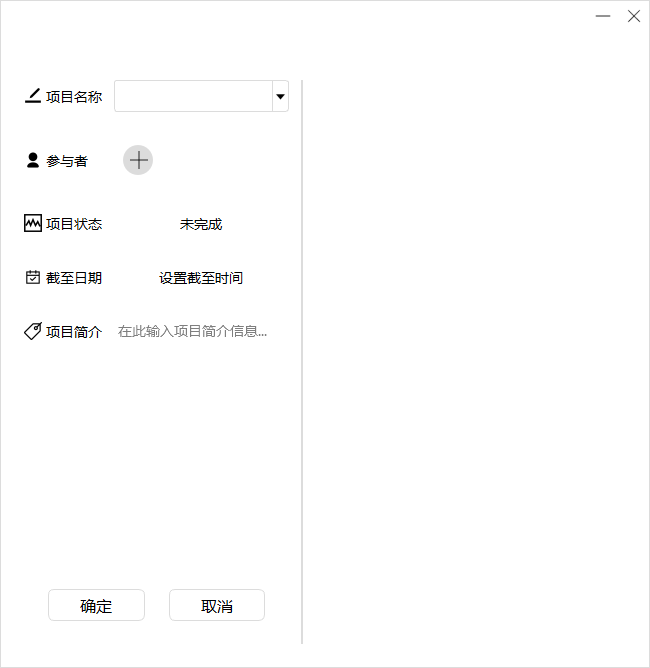 项目名称
参与者
项目状态 未完成
截至日期 设置截至时间
项目简介 在此输入项目简介信息...
确定 取消